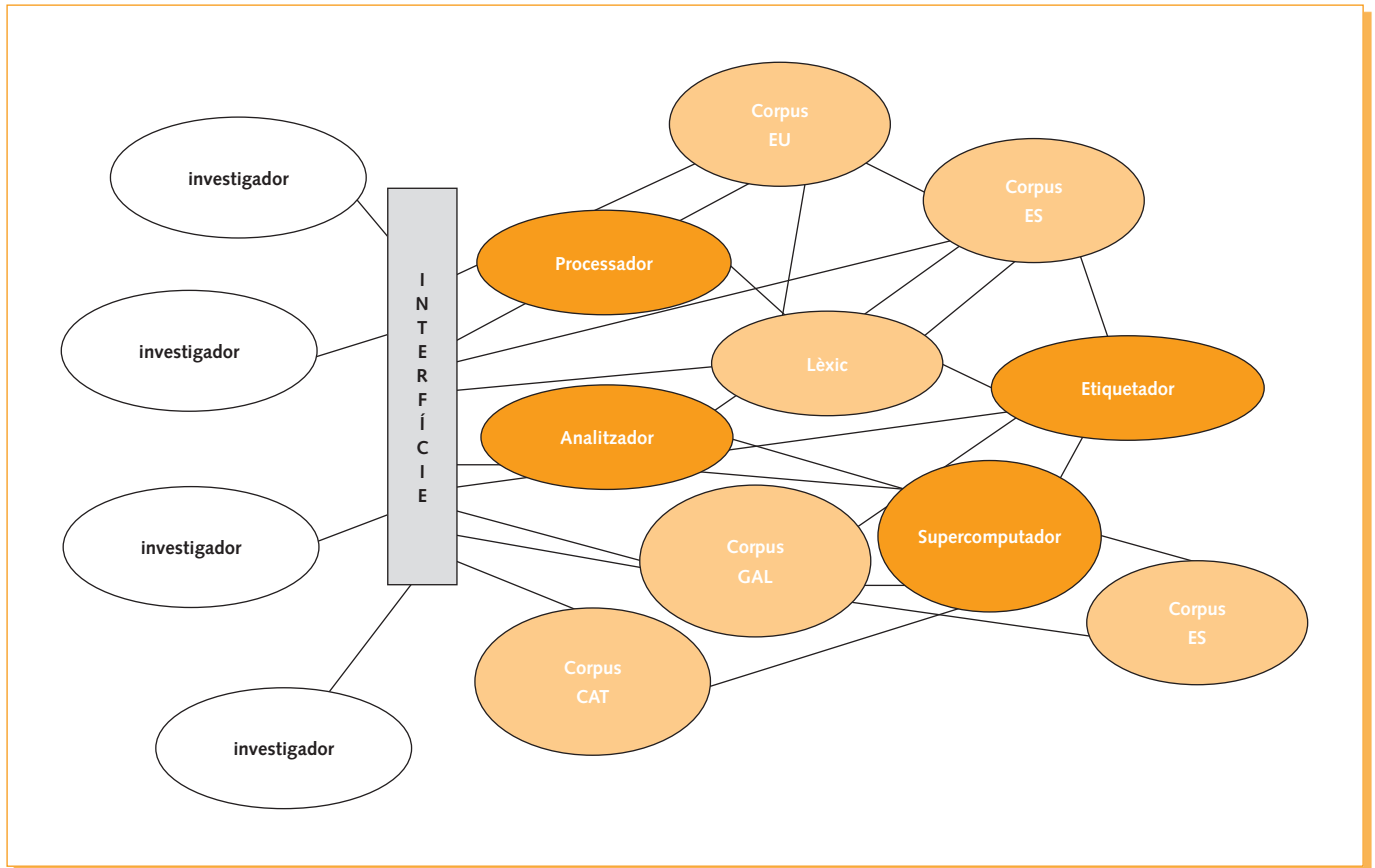 investigador
investigador
investigador
investigador
I
N
T
E
R
F
Í
C
I
E
Corpus
EU
Corpus
ES
Processador
Lèxic
Etiquetador
Analitzador
Supercomputador
Corpus
GAL
Corpus
ES
Corpus
CAT